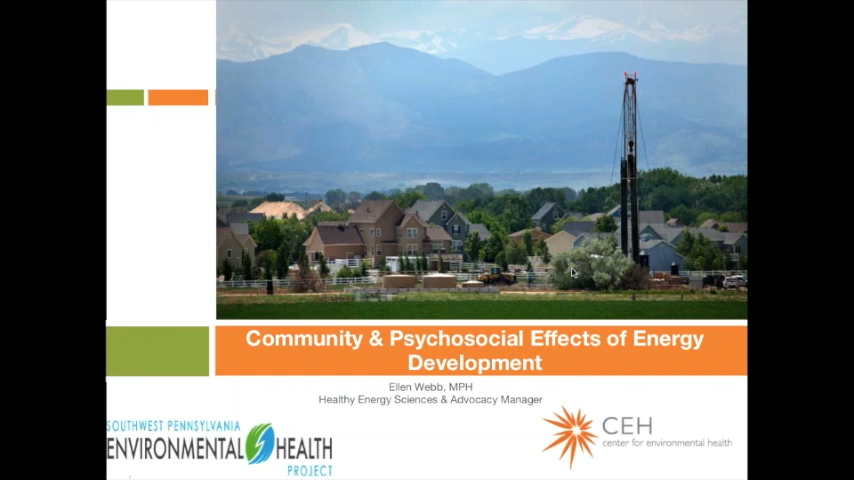 Community & Psychosocial Effects of Energy
Development
Ellen Webb, MPH
Healthy Energy Sciences & Advocacy Manager
SOUTHWEST PENNSYLVANIA
ENVIRONMENTAL HEALTH
PROJECT
CEH
center for environmental health